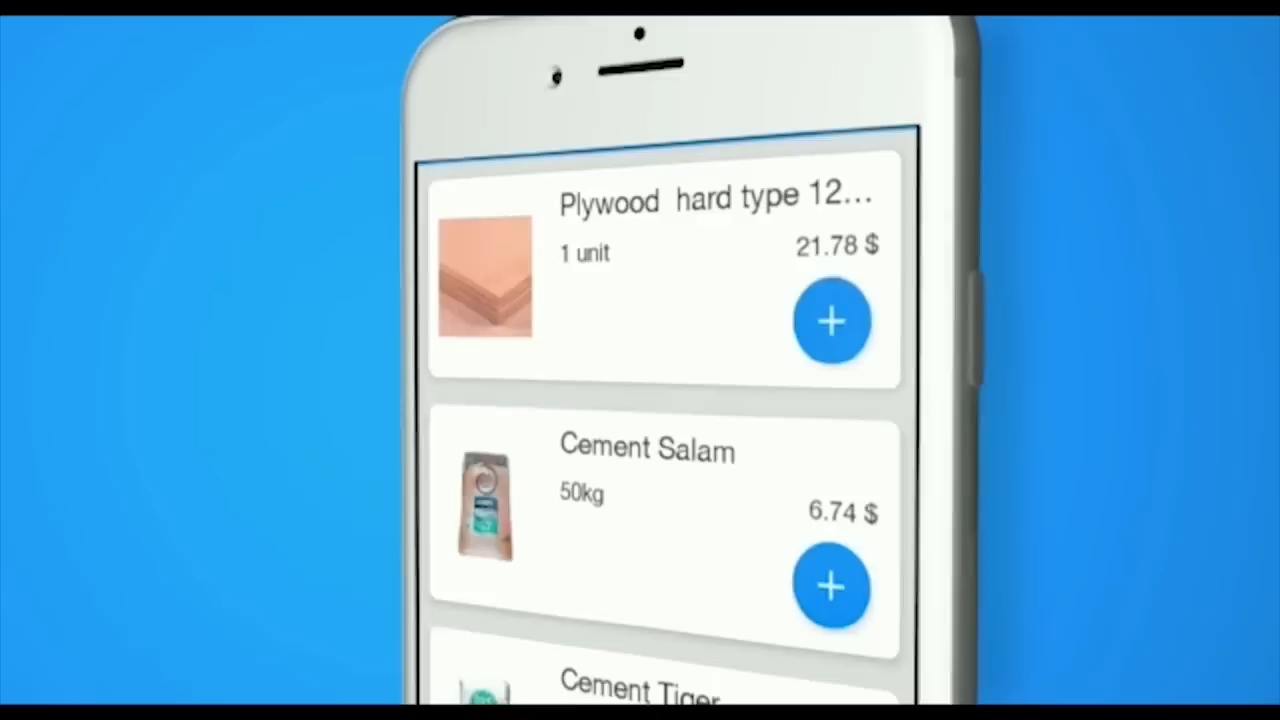 Plywood  hard type 12...
1 unit
21.78 $
+
Cement Salam
50kg
6.74 $
+
Cement Tiger